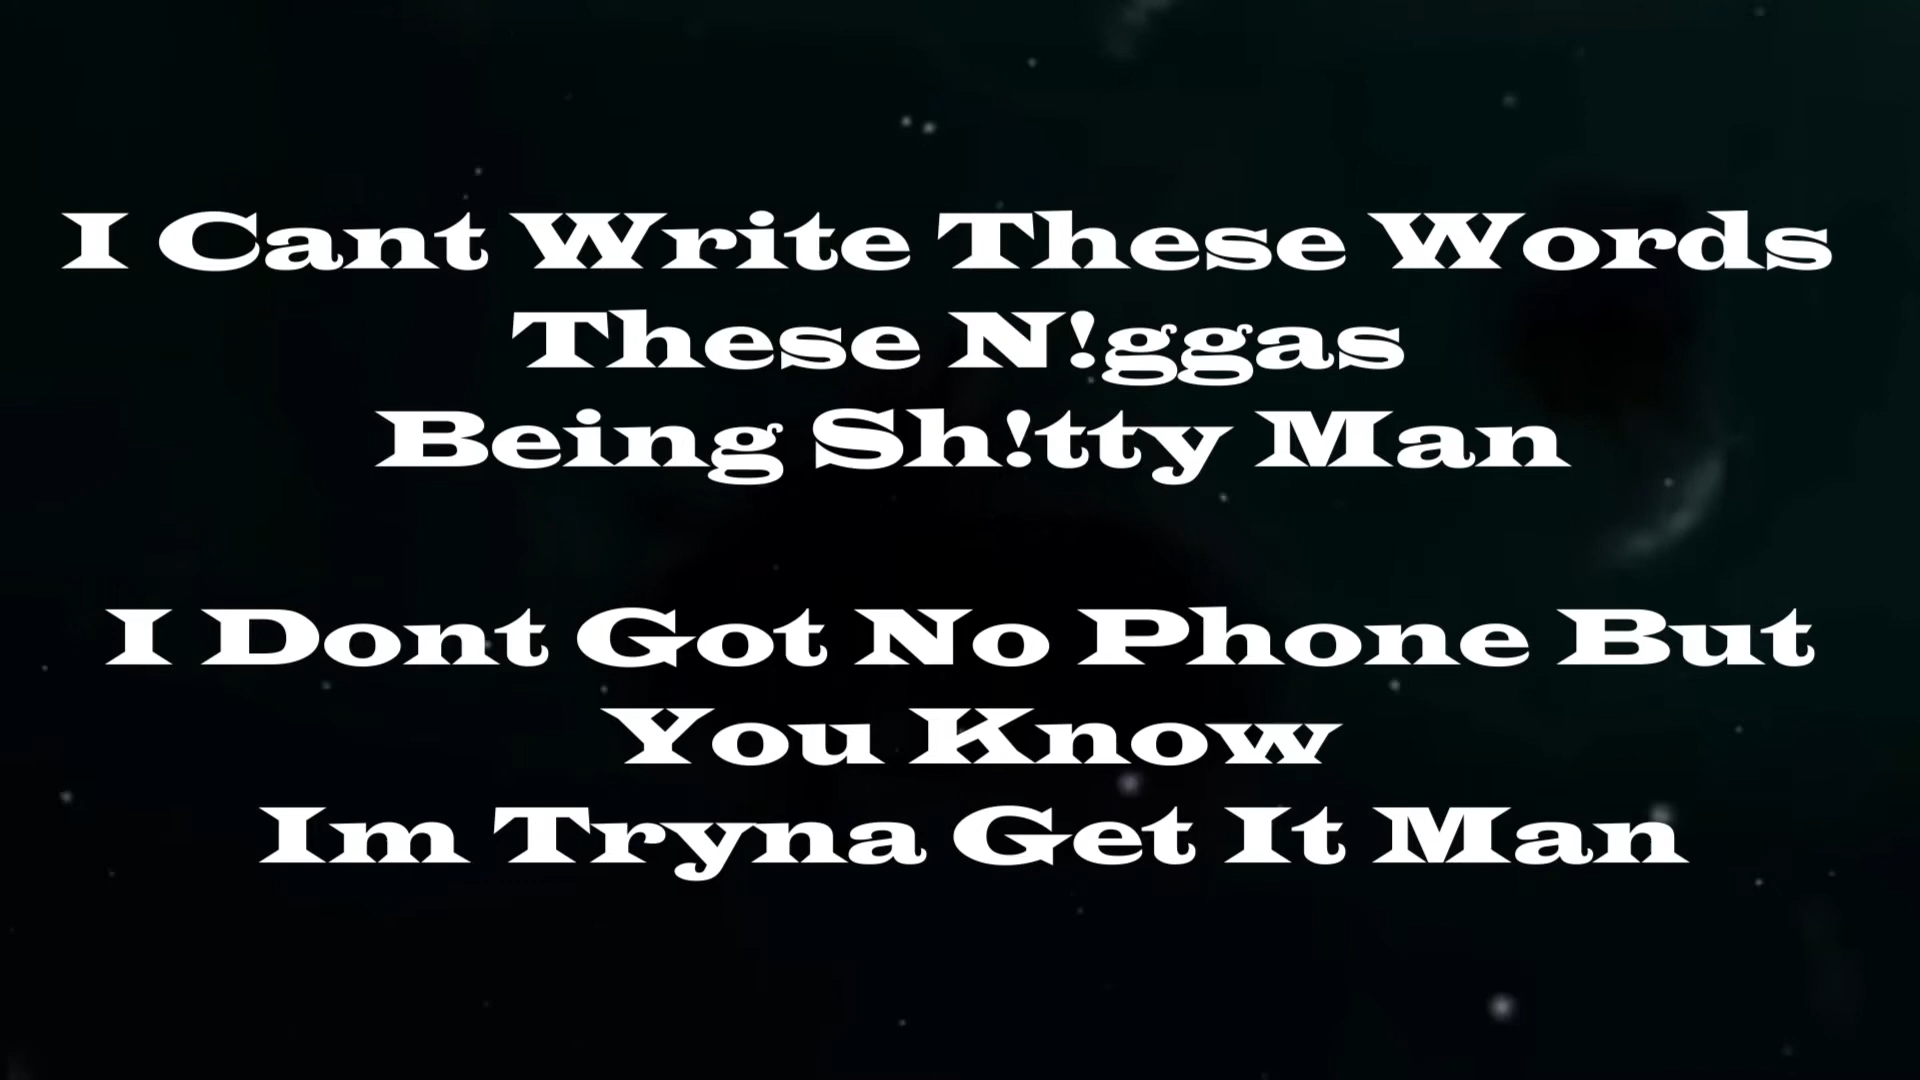 I Cant Write These Words
These N!ggas
Being Sh!tty Man
I Dont Got No Phone But
You Know
Im Tryna Get It Man